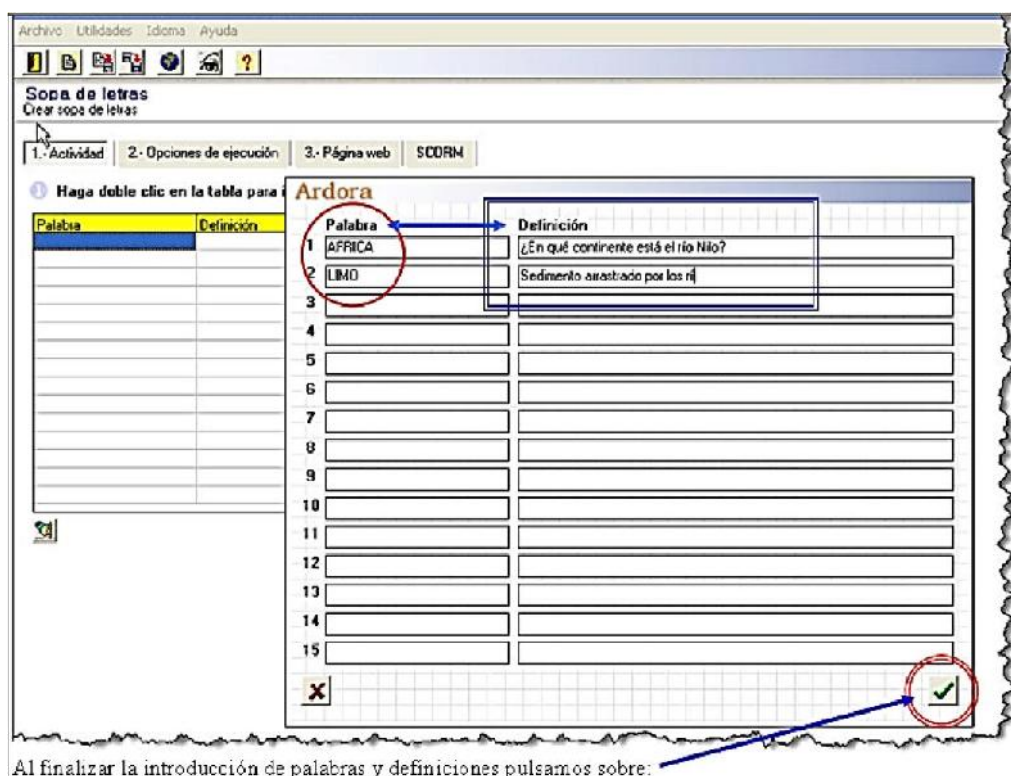 Archivo Utilidades Idioma Ayuda
Sopa de letras
Crear sopa de letras
1.- Actividad 2.- Opciones de ejecución 3.- Página web SCORM
Haga doble clic en la tabla para i
Palabra Definición
Ardora
Palabra Definición
1 AFRICA ¿En qué continente está el río Nilo?
2 LIMO Sedimento arrastrado por los rí
3
4
5
6
7
8
9
10
11
12
13
14
15
Al finalizar la introducción de palabras y definiciones pulsamos sobre: